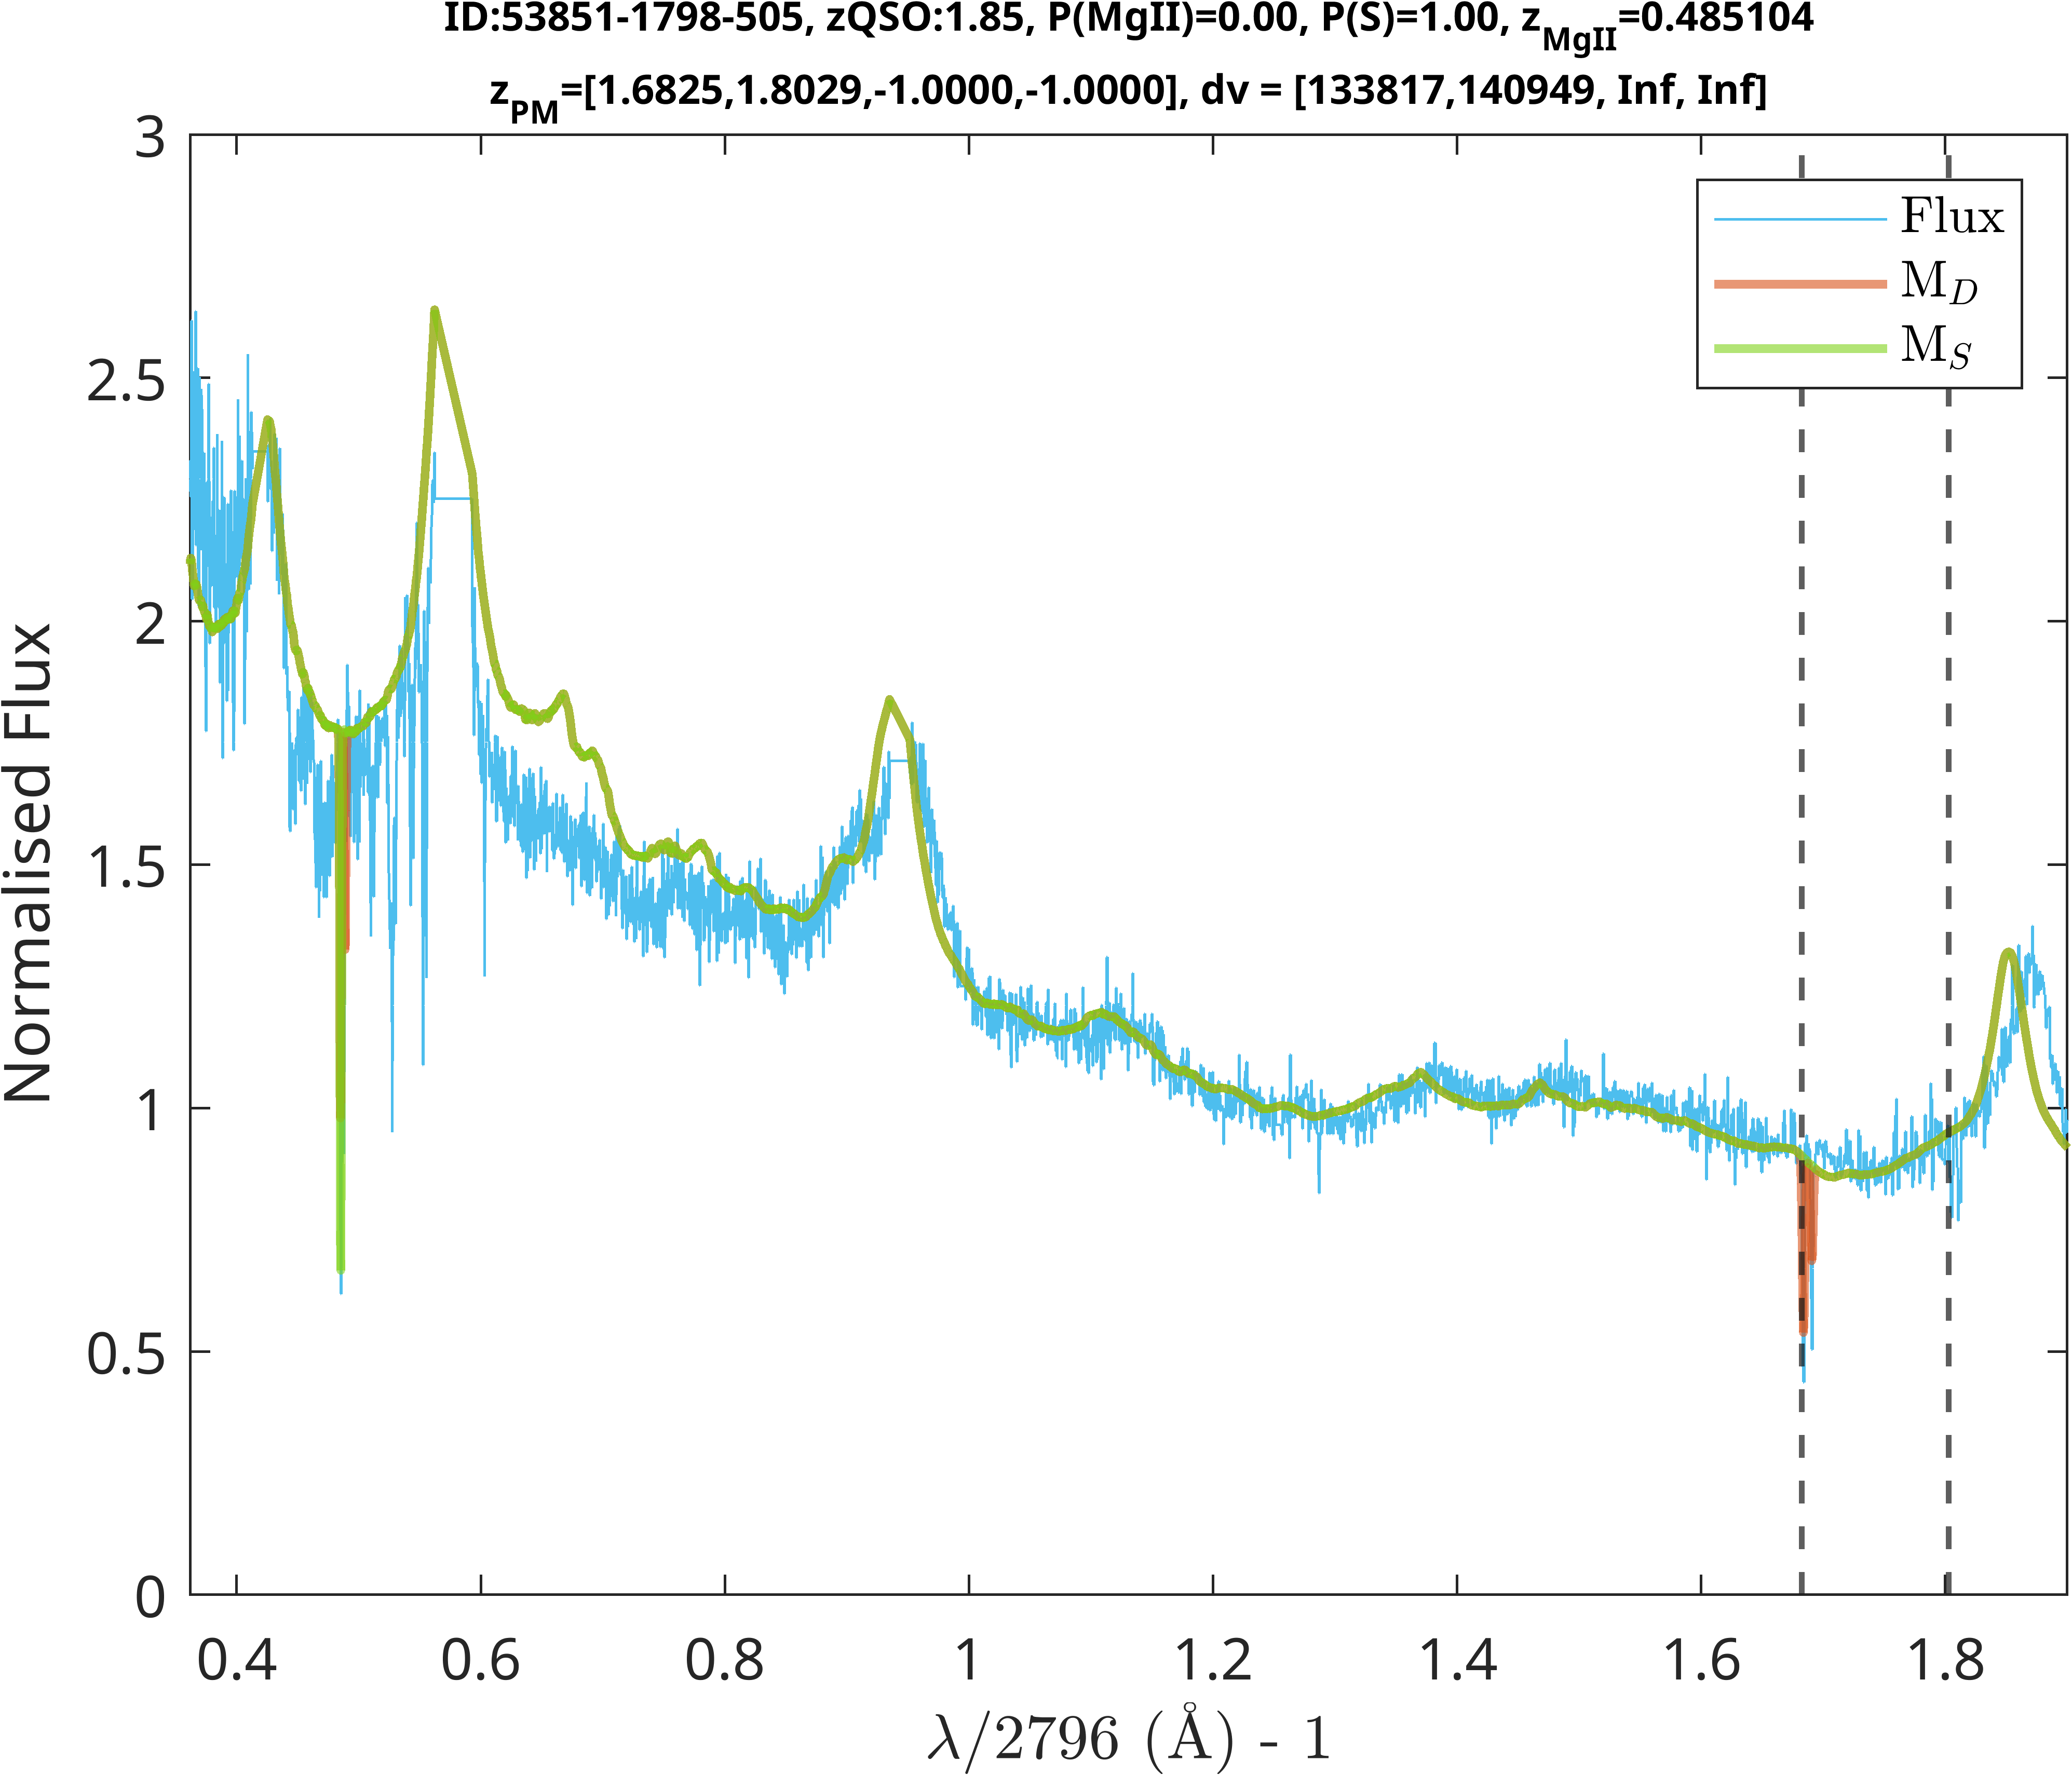 ID:53851-1798-505, zQSO:1.85, P(MgII)=0.00, P(S)=1.00, zMgII=0.485104
zPM=[1.6825,1.8029,-1.0000,-1.0000], dv = [133817,140949, Inf, Inf]
3
2.5
2
1.5
1
0.5
0
Normalised Flux
Flux
MD
MS
0.4 0.6 0.8 1 1.2 1.4 1.6 1.8
λ/2796 (Å) - 1